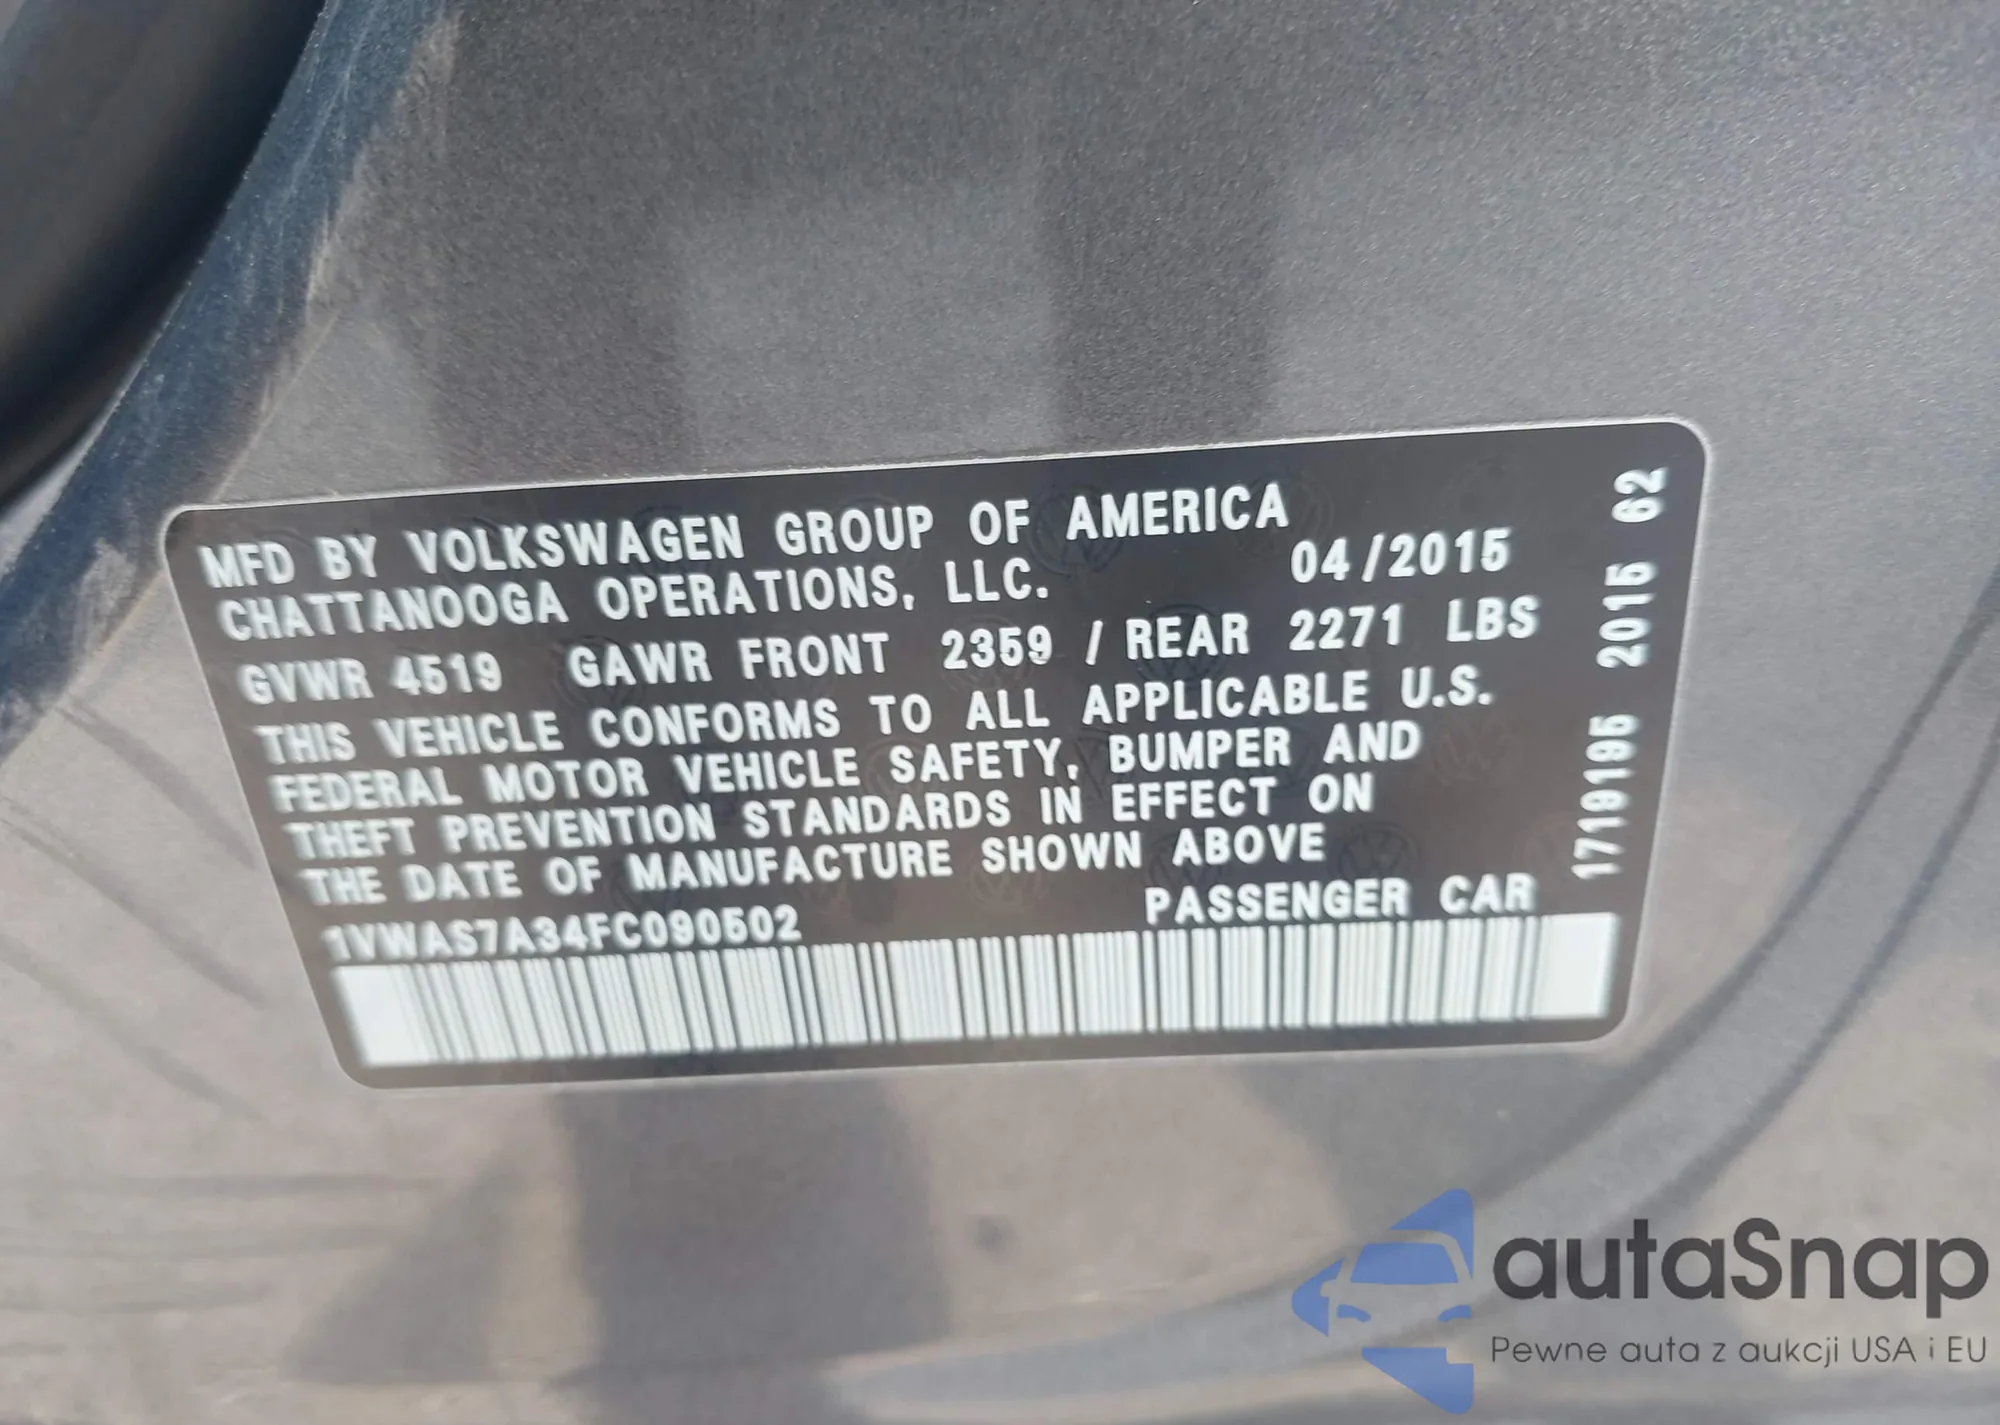 MFD BY VOLKSWAGEN GROUP OF AMERICA
CHATTANOOGA OPERATIONS, LLC. 04/2015
GVWR 4519 GAWR FRONT 2359 / REAR 2271 LBS
THIS VEHICLE CONFORMS TO ALL APPLICABLE U.S.
FEDERAL MOTOR VEHICLE SAFETY, BUMPER AND
THEFT PREVENTION STANDARDS IN EFFECT ON
THE DATE OF MANUFACTURE SHOWN ABOVE
1VWAS7A34FC090502 PASSENGER CAR
1719195 2015 62
autaSnap
Pewne auta z aukcji USA i EU